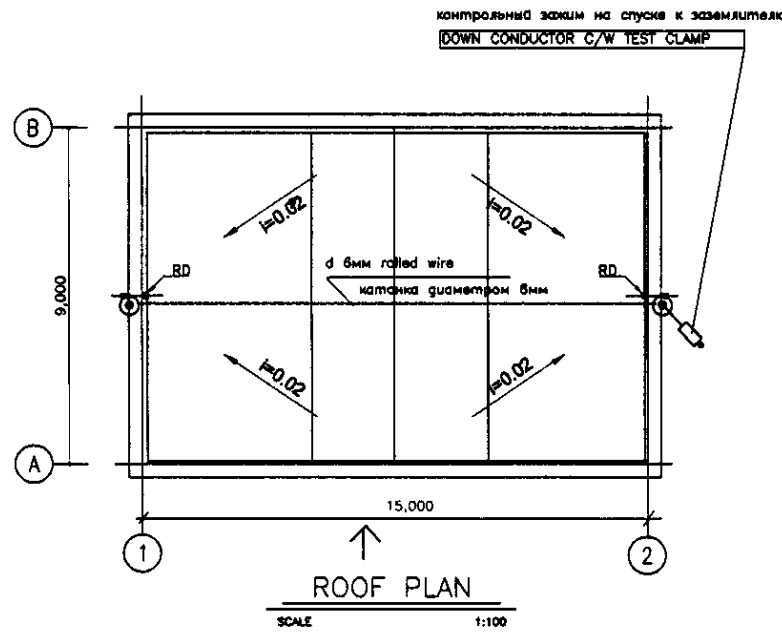 контрольный зажим на спуске к заземлителю
DOWN CONDUCTOR C/W TEST CLAMP
B
i=0.02
i=0.02
RD
d 6мм rolled wire
RD
катанка диаметром 6мм
9,000
i=0.02
i=0.02
A
15,000
1
2
ROOF PLAN
SCALE 1:100